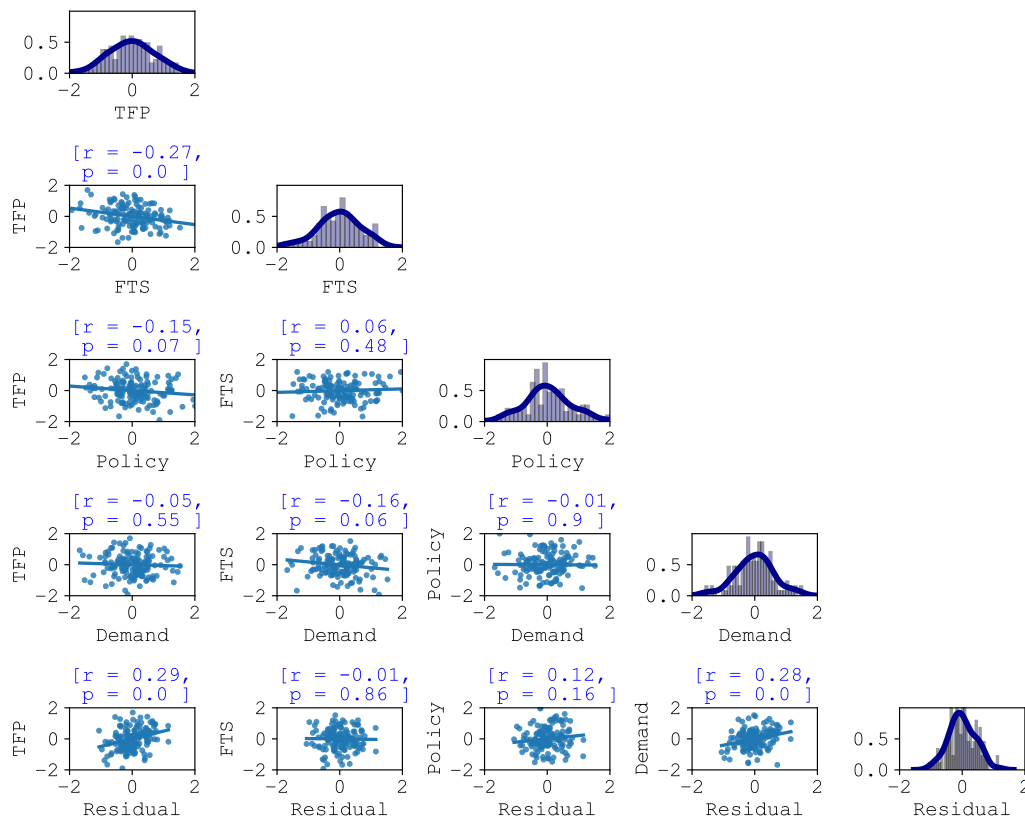 0.5
0.0
−2 0 2
TFP
[r = -0.27,
p = 0.0 ]
TFP
2
0
−2
−2 0 2
FTS
0.5
0.0
−2 0 2
FTS
[r = -0.15,
p = 0.07 ]
[r = 0.06,
p = 0.48 ]
TFP
2
0
−2
−2 0 2
Policy
FTS
2
0
−2
−2 0 2
Policy
0.5
0.0
−2 0 2
Policy
[r = -0.05,
p = 0.55 ]
[r = -0.16,
p = 0.06 ]
[r = -0.01,
p = 0.9 ]
TFP
2
0
−2
−2 0 2
Demand
FTS
2
0
−2
−2 0 2
Demand
Policy
2
0
−2
−2 0 2
Demand
0.5
0.0
−2 0 2
Demand
[r = 0.29,
p = 0.0 ]
[r = -0.01,
p = 0.86 ]
[r = 0.12,
p = 0.16 ]
[r = 0.28,
p = 0.0 ]
TFP
2
0
−2
−2 0 2
Residual
FTS
2
0
−2
−2 0 2
Residual
Policy
2
0
−2
−2 0 2
Residual
Demand
2
0
−2
−2 0 2
Residual
0.5
0.0
−2 0 2
Residual